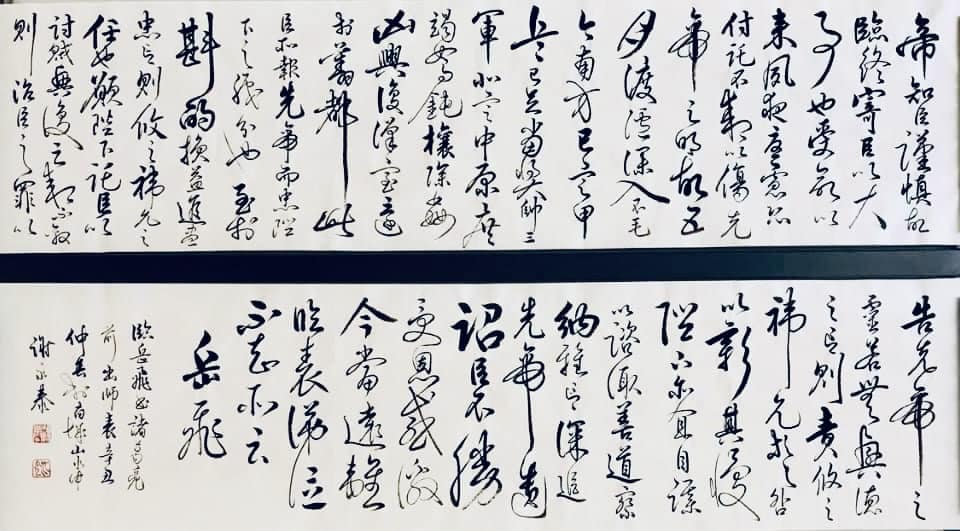 帝知臣謹慎故
臨終寄臣以大
事也受命以
來夙夜憂慮恐
付託不效以傷先
帝之明故五
月渡瀘深入不毛
今南方已定甲
兵已足當獎帥三
軍北定中原庶
竭駑鈍攘除姦
凶興復漢室還
於舊都此
臣所報先帝而忠陛
下之職分也至於
斟酌損益進盡
忠言則攸之禕允之
任也願陛下託臣以
討賊興復之效不效
則治臣之罪以
告先帝之
靈若無興德
之言則責攸之
禕允等之咎
以彰其慢
陛下亦宜自謀
以諮諏善道察
納雅言深追
先帝遺
詔臣不勝
受恩感激
今當遠離
臨表涕泣
不知所云
岳飛
臨岳飛書諸葛亮
前出師表辛丑
仲春於
謝 泰